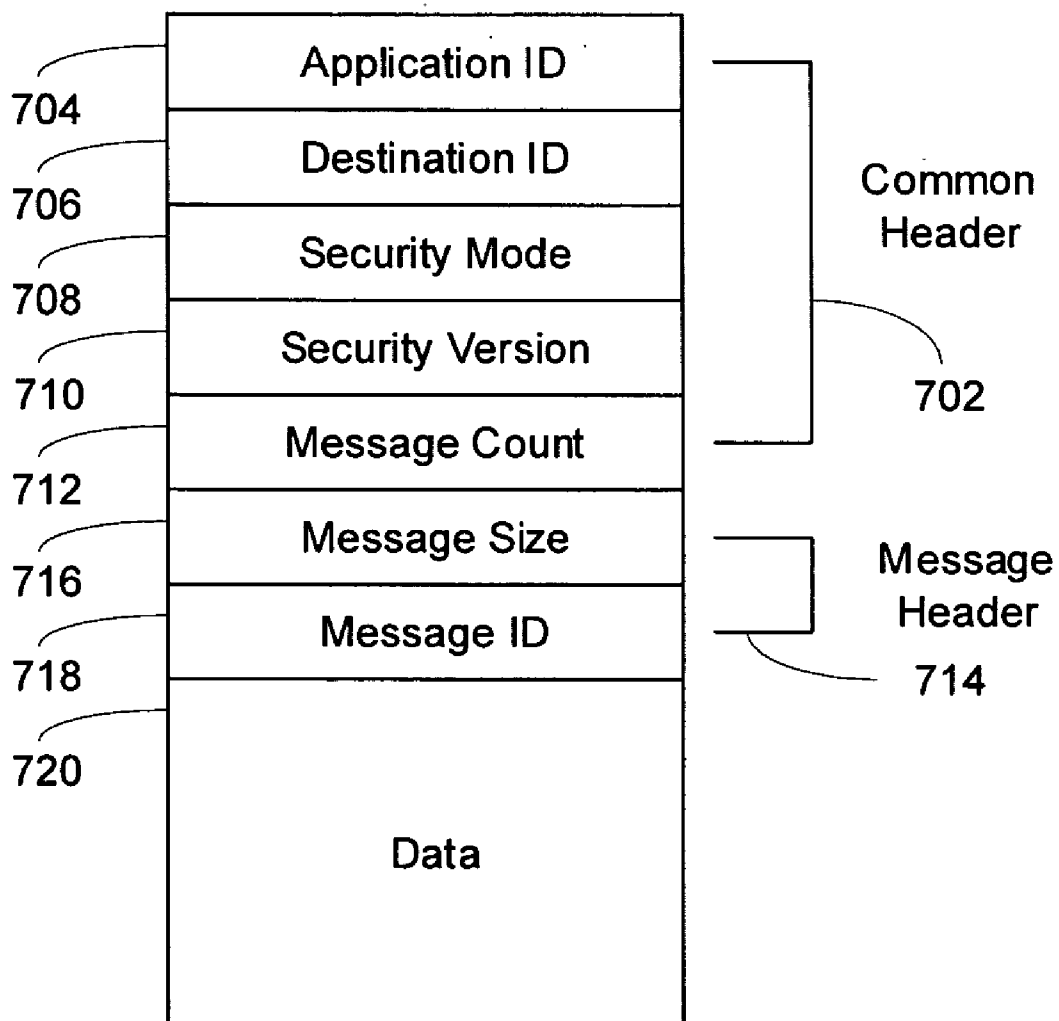 Application ID
704
Destination ID
706
Common
Header
Security Mode
708
Security Version
710
702
Message Count
712
Message Size
716
Message
Header
Message ID
718
714
720
Data